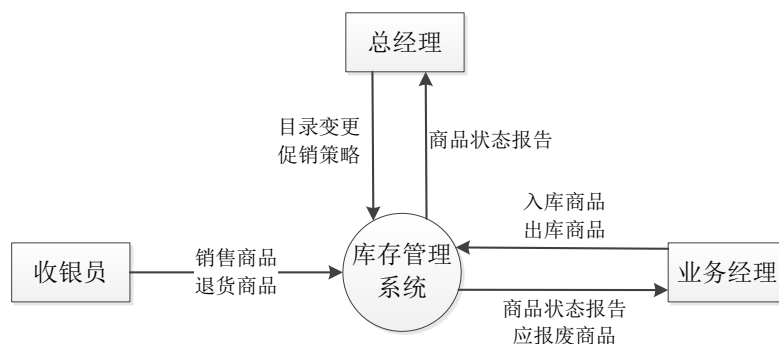 总经理
目录变更
促销策略
商品状态报告
入库商品
出库商品
收银员
销售商品
退货商品
库存管理
系统
业务经理
商品状态报告
应报废商品